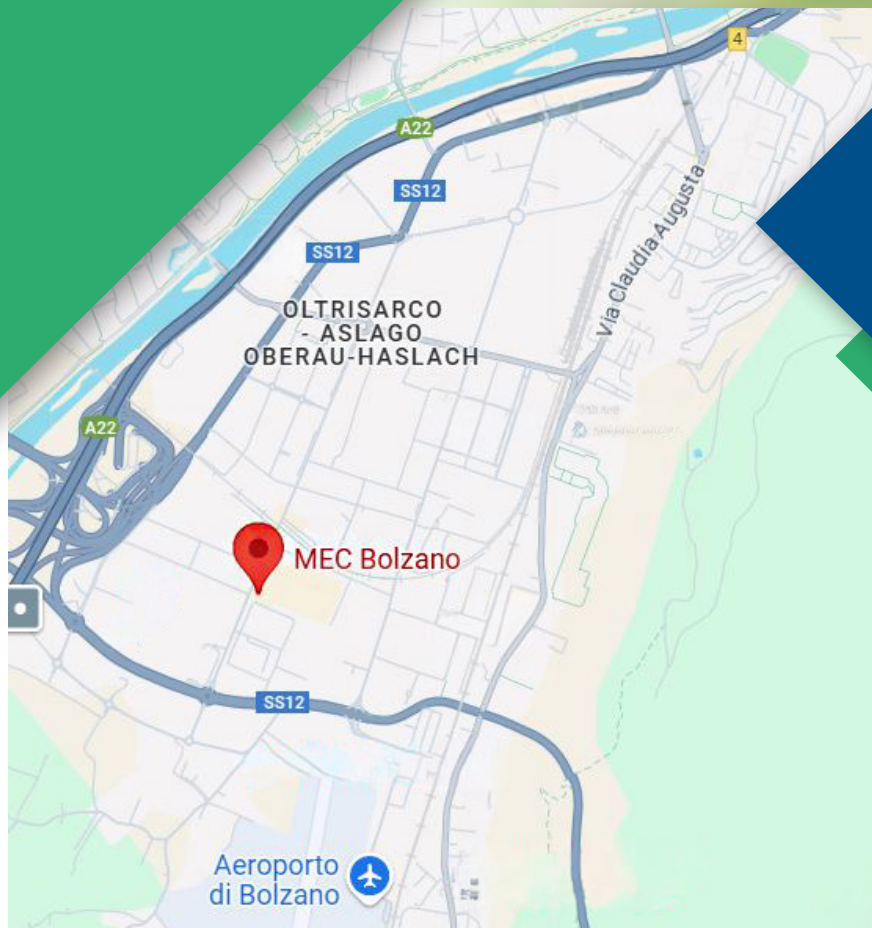 4
A22
SS12
SS12
Via Claudia Augusta
OLTRISARCO
- ASLAGO
OBERAU-HASLACH
A22
MEC Bolzano
SS12
Aeroporto
di Bolzano